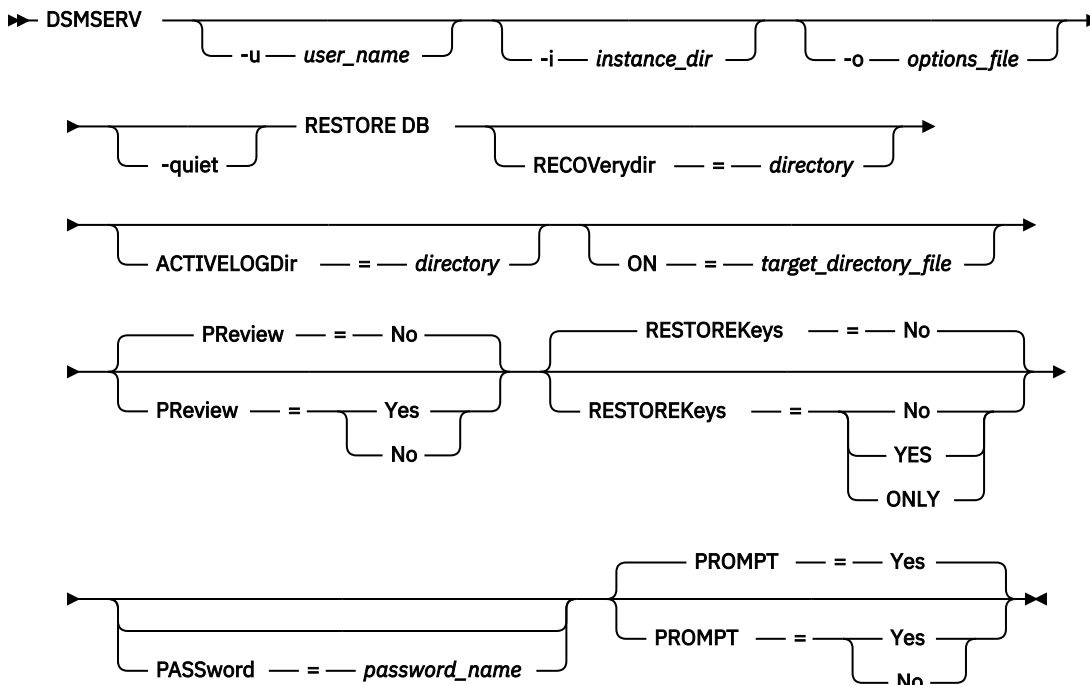 DSMSERV
-u user_name -i instance_dir -o options_file
RESTORE DB
-quiet RECOVerydir = directory
ACTIVELOGDir = directory ON = target_directory_file
PReview = No RESTOREKeys = No
PReview = Yes RESTOREKeys = No
No YES
ONLY
PROMPT = Yes
PROMPT = Yes
PASSword = password_name No